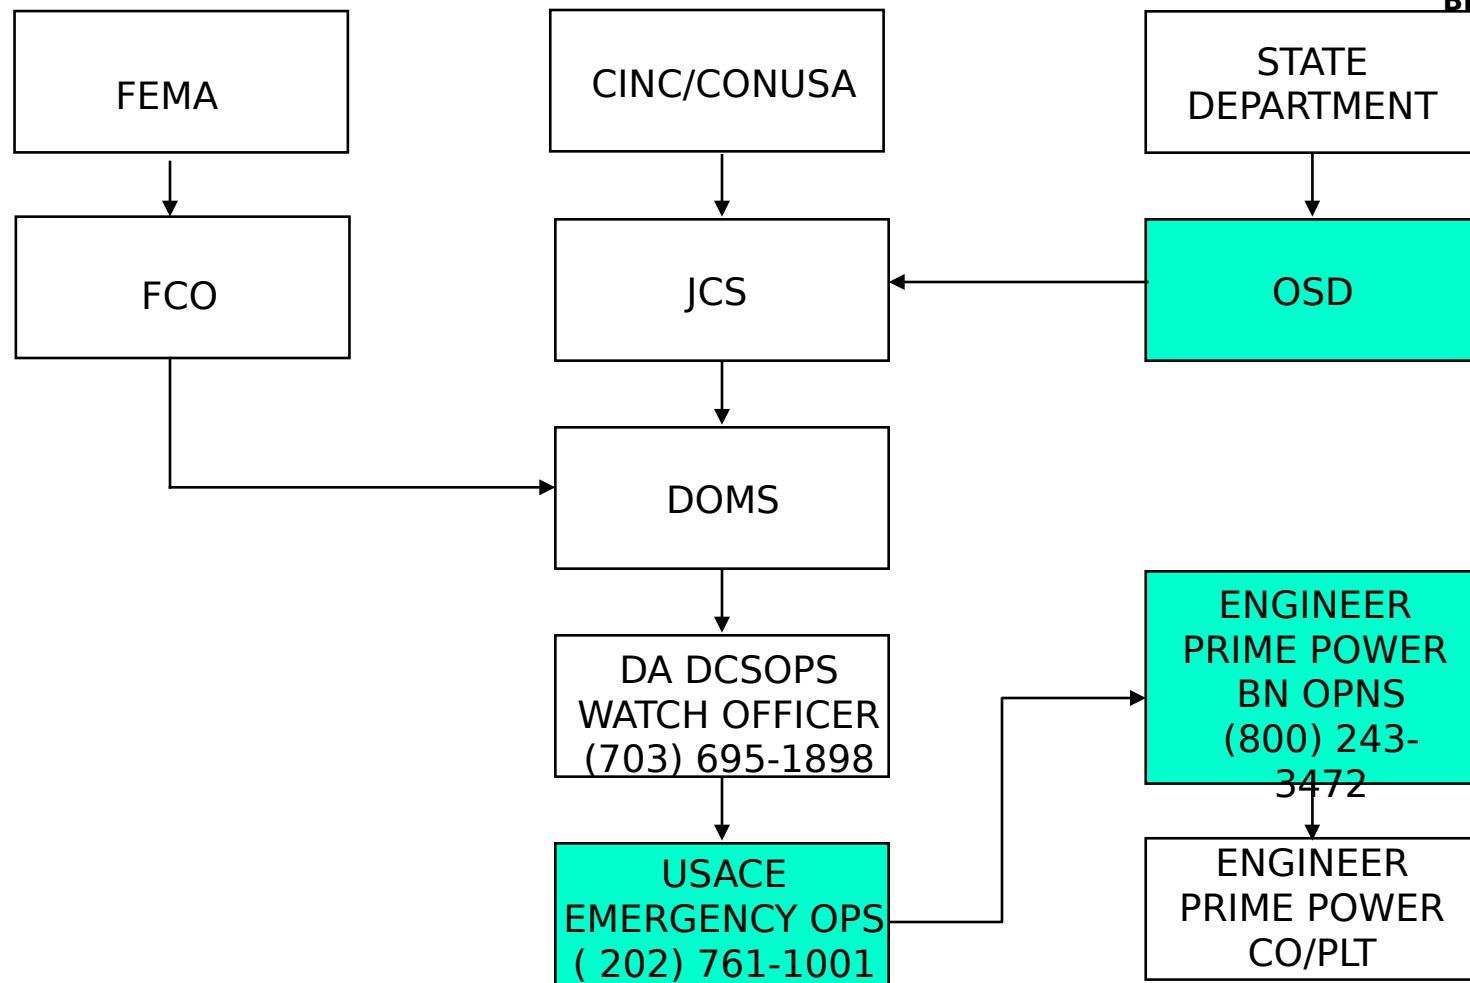 FEMA
CINC/CONUSA
STATE
DEPARTMENT
FCO
JCS
OSD
DOMS
DA DCSOPS
WATCH OFFICER
(703) 695-1898
ENGINEER
PRIME POWER
BN OPNS
(800) 243-
3472
USACE
EMERGENCY OPS
( 202) 761-1001
ENGINEER
PRIME POWER
CO/PLT